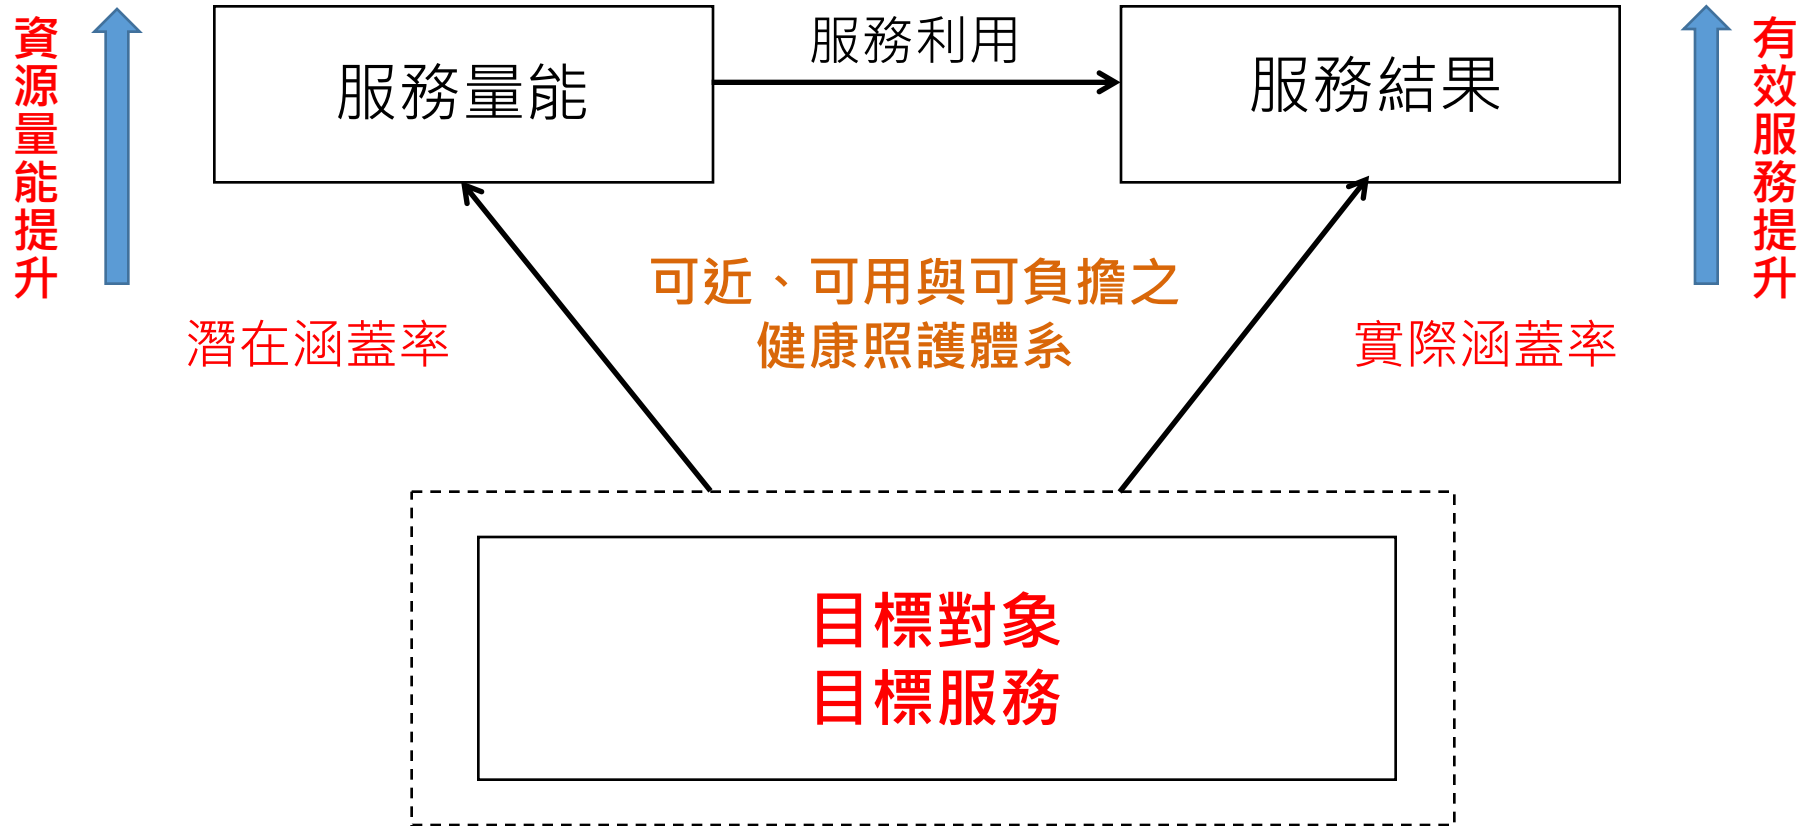 資源量能提升
服務量能
服務利用
服務結果
有效服務提升
可近、可用與可負擔之
健康照護體系
潛在涵蓋率
實際涵蓋率
目標對象
目標服務